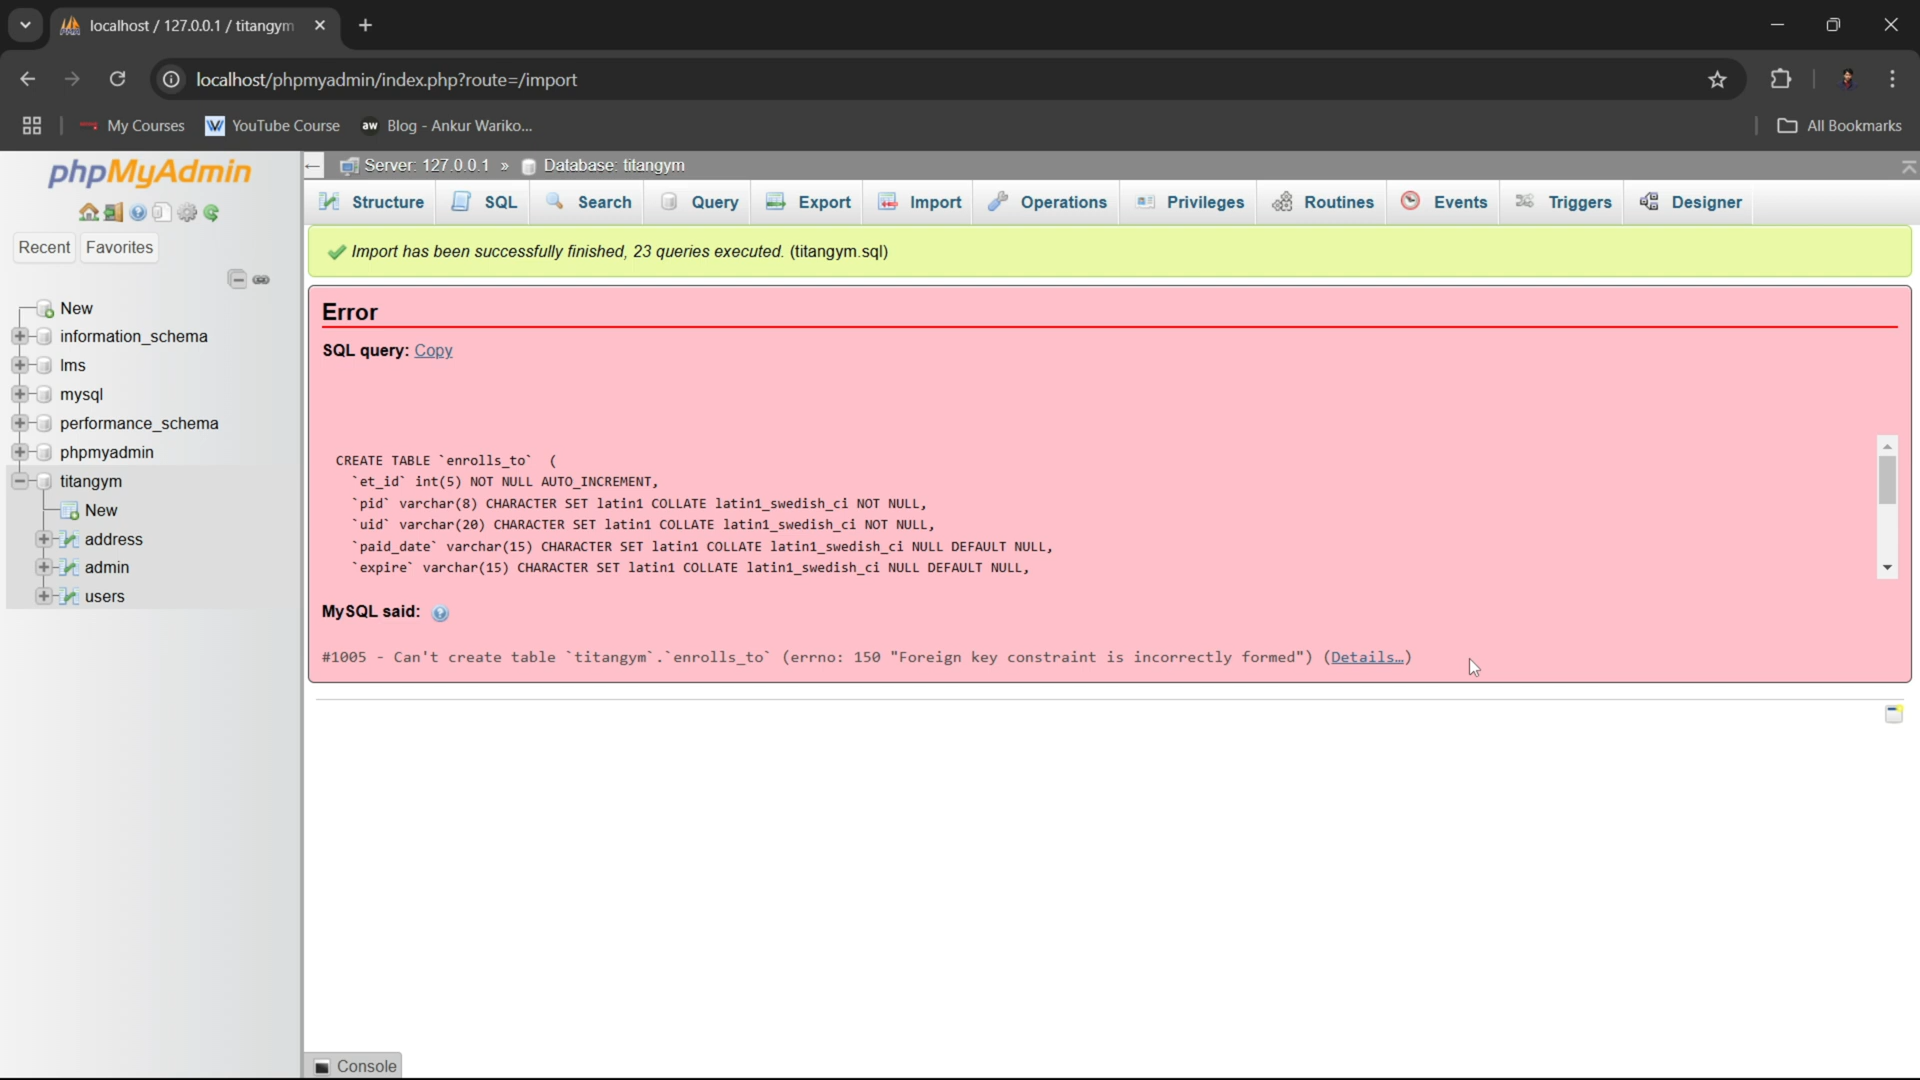 localhost / 127.0.0.1 / titangym
localhost/phpmyadmin/index.php?route=/import
My Courses
YouTube Course
aw Blog - Ankur Wariko...
All Bookmarks
phpMyAdmin
Recent
Favorites
New
information_schema
lms
mysql
performance_schema
phpmyadmin
titangym
New
address
admin
users
Server: 127.0.0.1 » Database: titangym
Structure
SQL
Search
Query
Export
Import
Operations
Privileges
Routines
Events
Triggers
Designer
Import has been successfully finished, 23 queries executed. (titangym.sql)
Error
SQL query: Copy
CREATE TABLE `enrolls_to`  (
`et_id` int(5) NOT NULL AUTO_INCREMENT,
`pid` varchar(8) CHARACTER SET latin1 COLLATE latin1_swedish_ci NOT NULL,
`uid` varchar(20) CHARACTER SET latin1 COLLATE latin1_swedish_ci NOT NULL,
`paid_date` varchar(15) CHARACTER SET latin1 COLLATE latin1_swedish_ci NULL DEFAULT NULL,
`expire` varchar(15) CHARACTER SET latin1 COLLATE latin1_swedish_ci NULL DEFAULT NULL,
MySQL said:
#1005 - Can't create table `titangym`.`enrolls_to` (errno: 150 "Foreign key constraint is incorrectly formed") (Details…)
Console